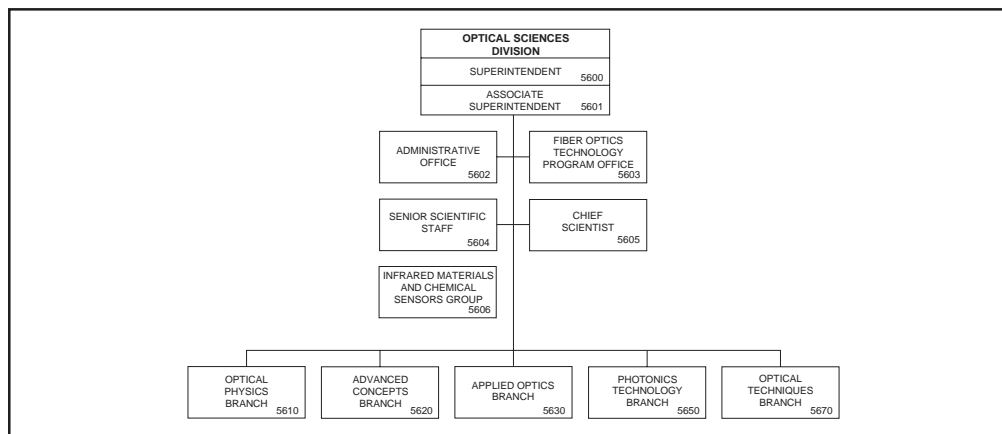 OPTICAL SCIENCES
DIVISION
SUPERINTENDENT
5600
ASSOCIATE
SUPERINTENDENT
5601
ADMINISTRATIVE
OFFICE
5602
FIBER OPTICS
TECHNOLOGY
PROGRAM OFFICE
5603
SENIOR SCIENTIFIC
STAFF
5604
CHIEF
SCIENTIST
5605
INFRARED MATERIALS
AND CHEMICAL
SENSORS GROUP
5606
OPTICAL
PHYSICS
BRANCH
5610
ADVANCED
CONCEPTS
BRANCH
5620
APPLIED OPTICS
BRANCH
5630
PHOTONICS
TECHNOLOGY
BRANCH
5650
OPTICAL
TECHNIQUES
BRANCH
5670